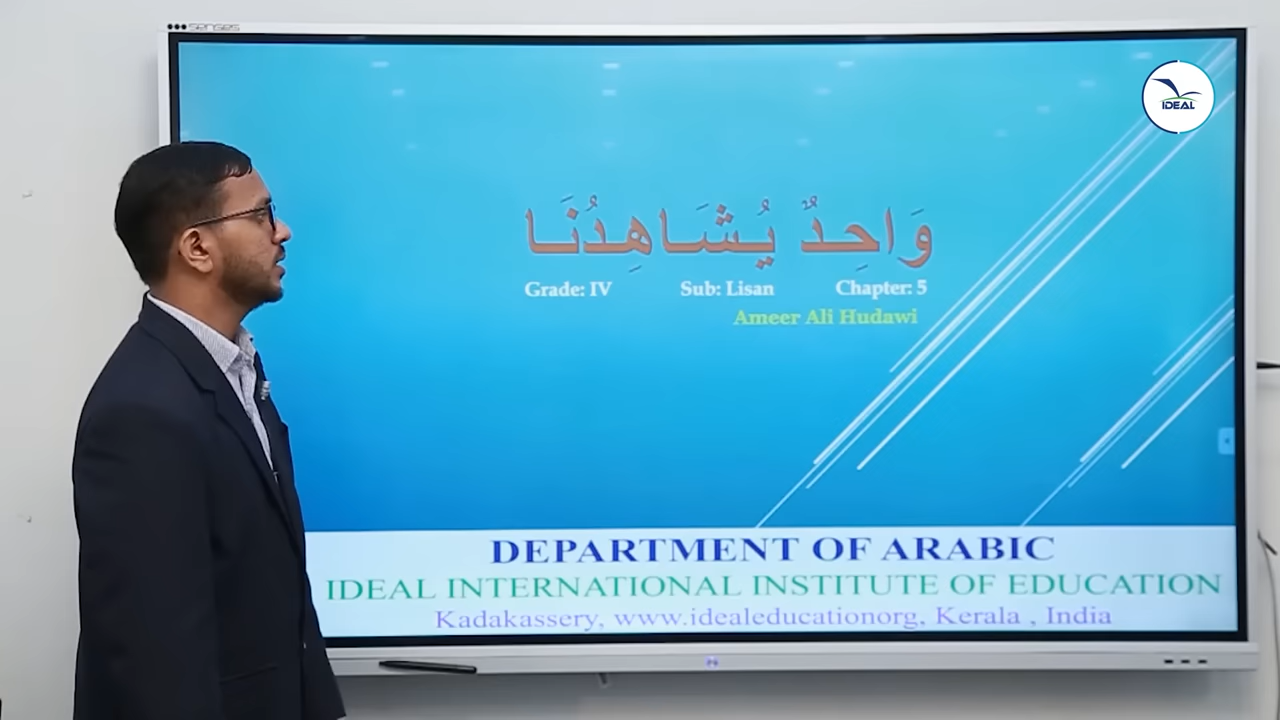 senses
IDEAL
وَاحِدٌ يُشَاهِدُنَا
Grade: IV Sub: Lisan Chapter: 5
Ameer Ali Hudawi
DEPARTMENT OF ARABIC
IDEAL INTERNATIONAL INSTITUTE OF EDUCATION
Kadakassery, www.idealeducationorg, Kerala , India